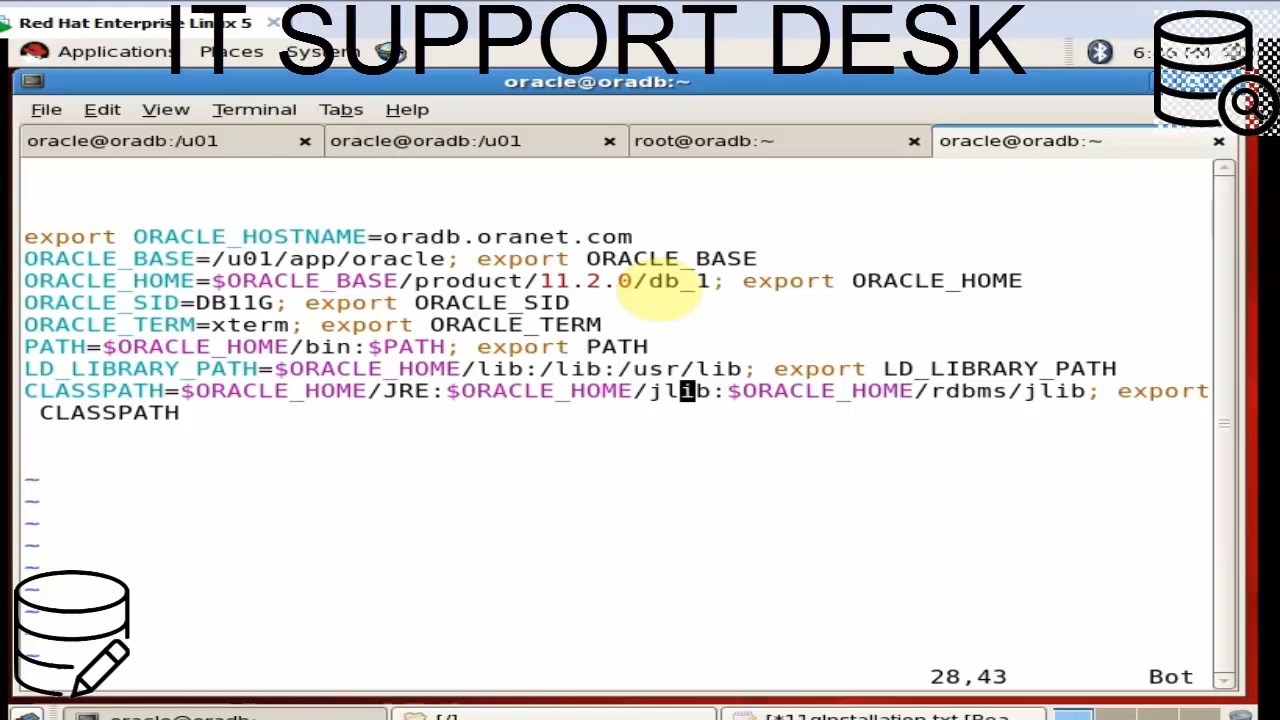 IT SUPPORT DESK
Red Hat Enterprise Linux 5
Applications Places System
oracle@oradb:~
File Edit View Terminal Tabs Help
oracle@oradb:/u01 oracle@oradb:/u01 root@oradb:~ oracle@oradb:~
export ORACLE_HOSTNAME=oradb.oranet.com
ORACLE_BASE=/u01/app/oracle; export ORACLE_BASE
ORACLE_HOME=$ORACLE_BASE/product/11.2.0/db_1; export ORACLE_HOME
ORACLE_SID=DB11G; export ORACLE_SID
ORACLE_TERM=xterm; export ORACLE_TERM
PATH=$ORACLE_HOME/bin:$PATH; export PATH
LD_LIBRARY_PATH=$ORACLE_HOME/lib:/lib:/usr/lib; export LD_LIBRARY_PATH
CLASSPATH=$ORACLE_HOME/JRE:$ORACLE_HOME/jlib:$ORACLE_HOME/rdbms/jlib; export
CLASSPATH
~
~
~
~
~
~
~
~
~
28,43 Bot